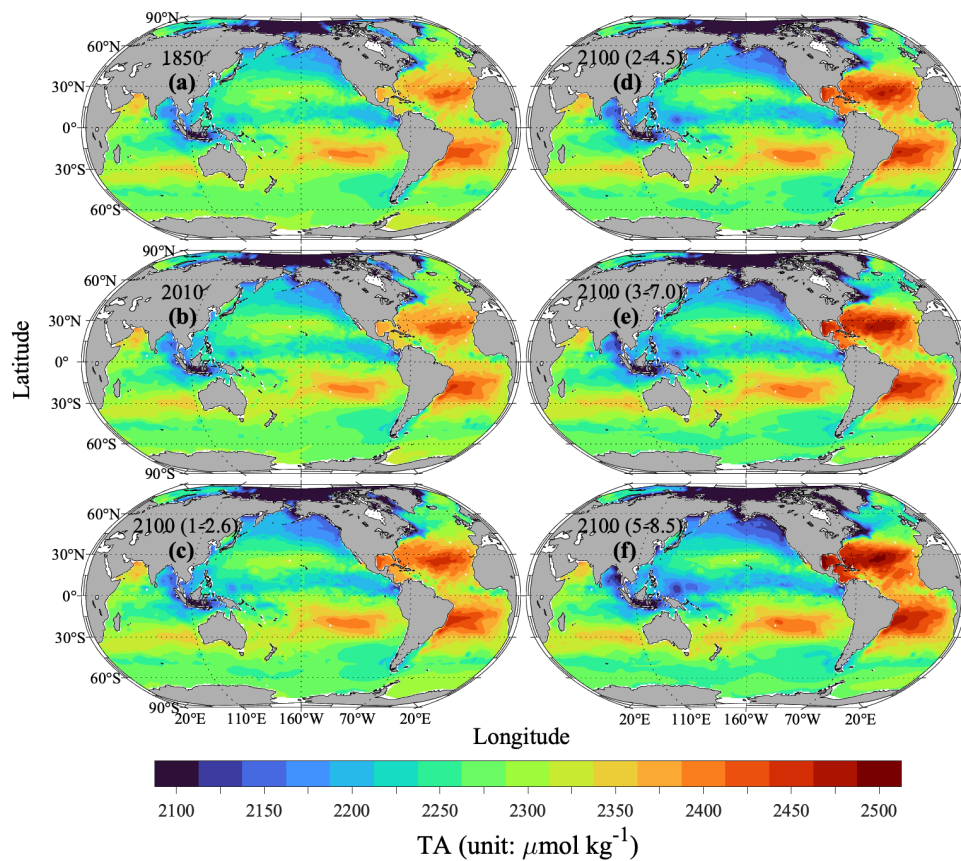 90°N
60°N
30°N
0°
30°S
60°S
1850
(a)
2100 (2-4.5)
(d)
90°N
60°N
30°N
0°
30°S
60°S
90°S
2010
(b)
2100 (3-7.0)
(e)
60°N
30°N
0°
30°S
60°S
90°S
2100 (1-2.6)
(c)
2100 (5-8.5)
(f)
Latitude
20°E 110°E 160°W 70°W 20°E
20°E 110°E 160°W 70°W 20°E
Longitude
2100 2150 2200 2250 2300 2350 2400 2450 2500
TA (unit: μmol kg⁻¹)